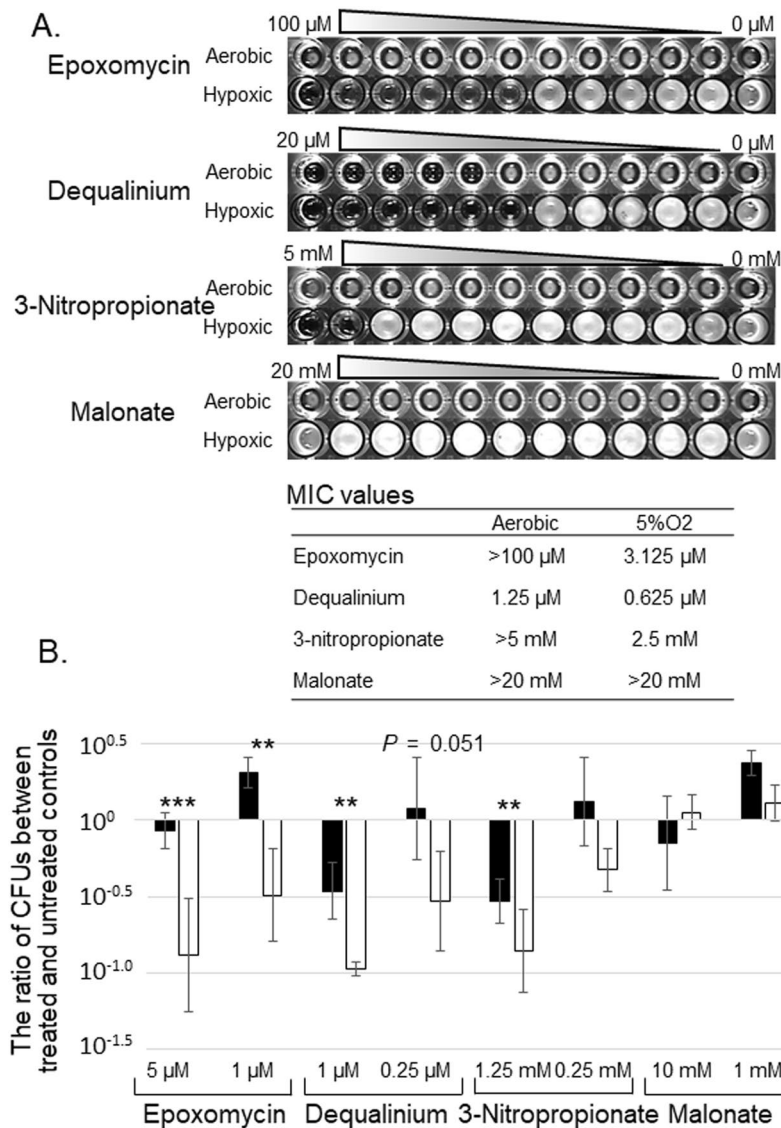 A.
100 µM 0 µM
Epoxomycin
Aerobic
Hypoxic
20 µM 0 µM
Dequalinium
Aerobic
Hypoxic
5 mM 0 mM
3-Nitropropionate
Aerobic
Hypoxic
20 mM 0 mM
Malonate
Aerobic
Hypoxic
MIC values
Aerobic 5%O2
Epoxomycin >100 µM 3.125 µM
Dequalinium 1.25 µM 0.625 µM
3-nitropropionate >5 mM 2.5 mM
Malonate >20 mM >20 mM
B.
The ratio of CFUs between
treated and untreated controls
10^0.5
10^0
10^-0.5
10^-1.0
10^-1.5
*** ** ** P = 0.051 **
5 µM 1 µM 1 µM 0.25 µM 1.25 mM 0.25 mM 10 mM 1 mM
Epoxomycin Dequalinium 3-Nitropropionate Malonate